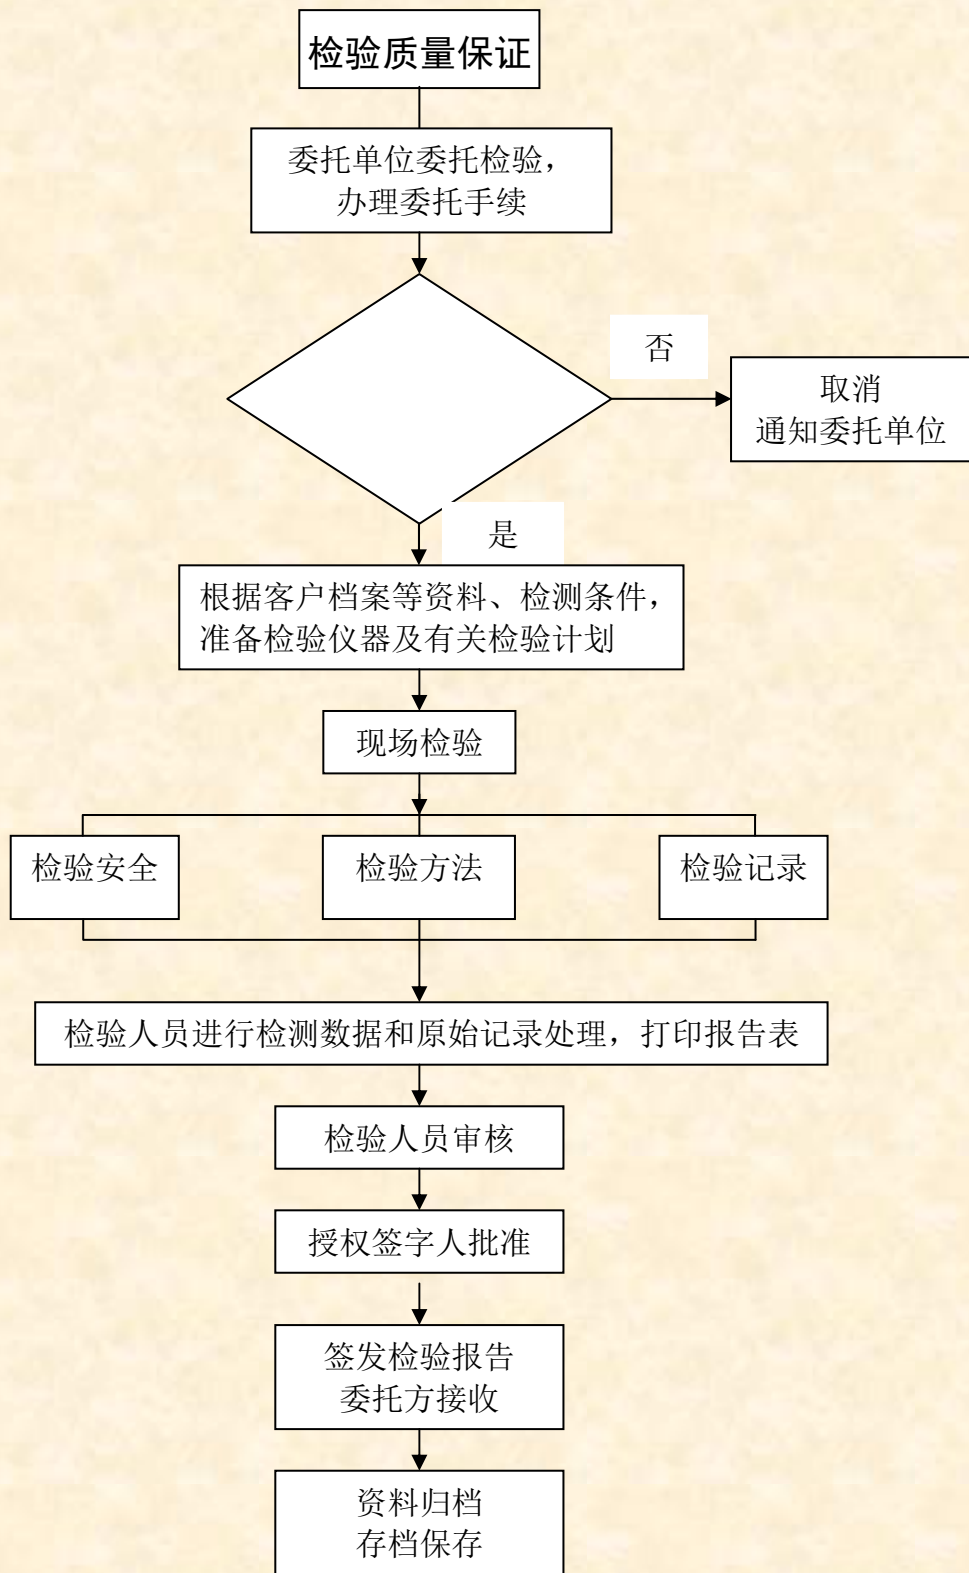 检验质量保证
委托单位委托检验，
办理委托手续
否
取消
通知委托单位
是
根据客户档案等资料、检测条件，
准备检验仪器及有关检验计划
现场检验
检验安全
检验方法
检验记录
检验人员进行检测数据和原始记录处理，打印报告表
检验人员审核
授权签字人批准
签发检验报告
委托方接收
资料归档
存档保存